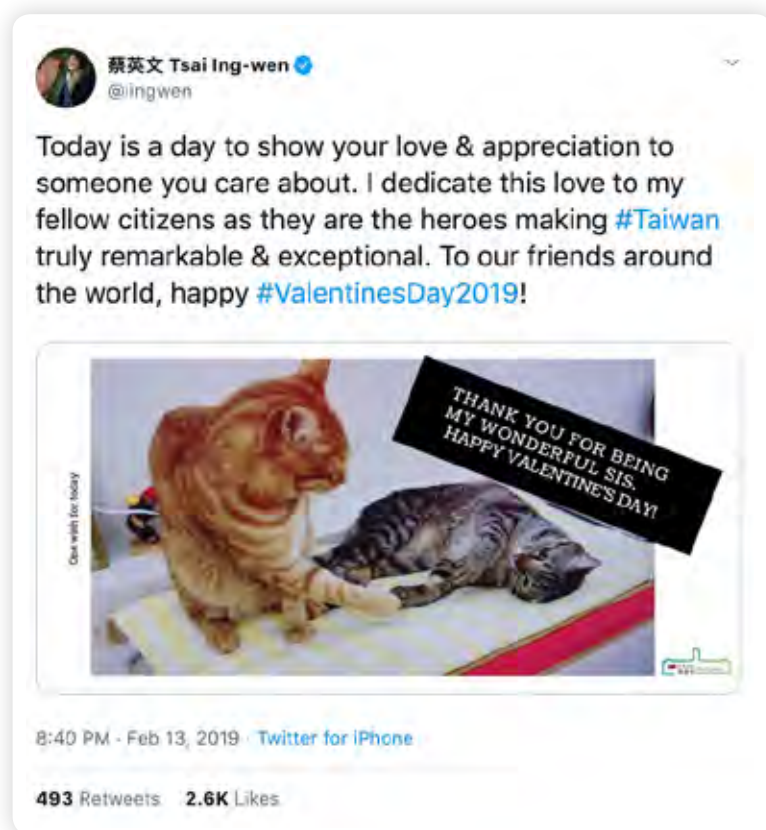 蔡英文 Tsai Ing-wen
@iingwen
Today is a day to show your love & appreciation to
someone you care about. I dedicate this love to my
fellow citizens as they are the heroes making #Taiwan
truly remarkable & exceptional. To our friends around
the world, happy #ValentinesDay2019!
One wish for today
THANK YOU FOR BEING
MY WONDERFUL SIS.
HAPPY VALENTINE'S DAY!
8:40 PM · Feb 13, 2019 · Twitter for iPhone
493 Retweets 2.6K Likes